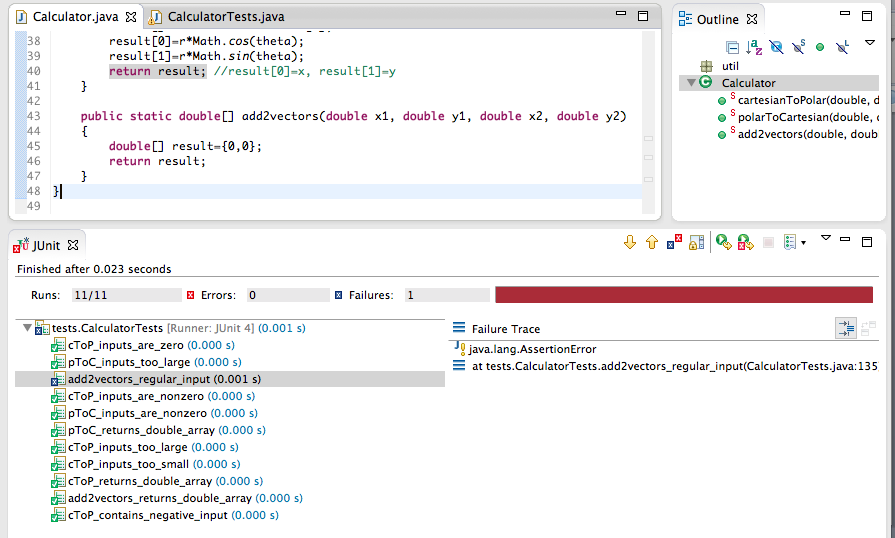 Calculator.java
CalculatorTests.java
Outline
38 result[0]=r*Math.cos(theta);
39 result[1]=r*Math.sin(theta);
40 return result; //result[0]=x, result[1]=y
41 }
42
43 public static double[] add2vectors(double x1, double y1, double x2, double y2)
44 {
45 double[] result={0,0};
46 return result;
47 }
48 }
49
util
Calculator
cartesianToPolar(double, d
polarToCartesian(double,
add2vectors(double, doub
JUnit
Finished after 0.023 seconds
Runs: 11/11 Errors: 0 Failures: 1
tests.CalculatorTests [Runner: JUnit 4] (0.001 s)
cToP_inputs_are_zero (0.000 s)
pToC_inputs_too_large (0.000 s)
add2vectors_regular_input (0.001 s)
cToP_inputs_are_nonzero (0.000 s)
pToC_inputs_are_nonzero (0.000 s)
pToC_returns_double_array (0.000 s)
cToP_inputs_too_large (0.000 s)
cToP_inputs_too_small (0.000 s)
cToP_returns_double_array (0.000 s)
add2vectors_returns_double_array (0.000 s)
cToP_contains_negative_input (0.000 s)
Failure Trace
java.lang.AssertionError
at tests.CalculatorTests.add2vectors_regular_input(CalculatorTests.java:135